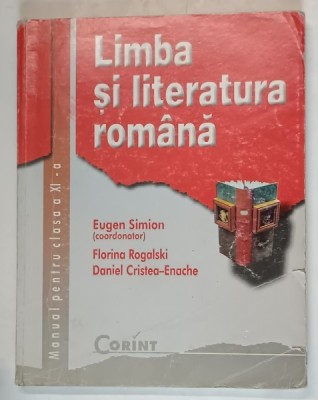 Limba
și literatura
română
Eugen Simion
(coordonator)
Florina Rogalski
Daniel Cristea-Enache
Manual pentru clasa a XI - a
CORINT